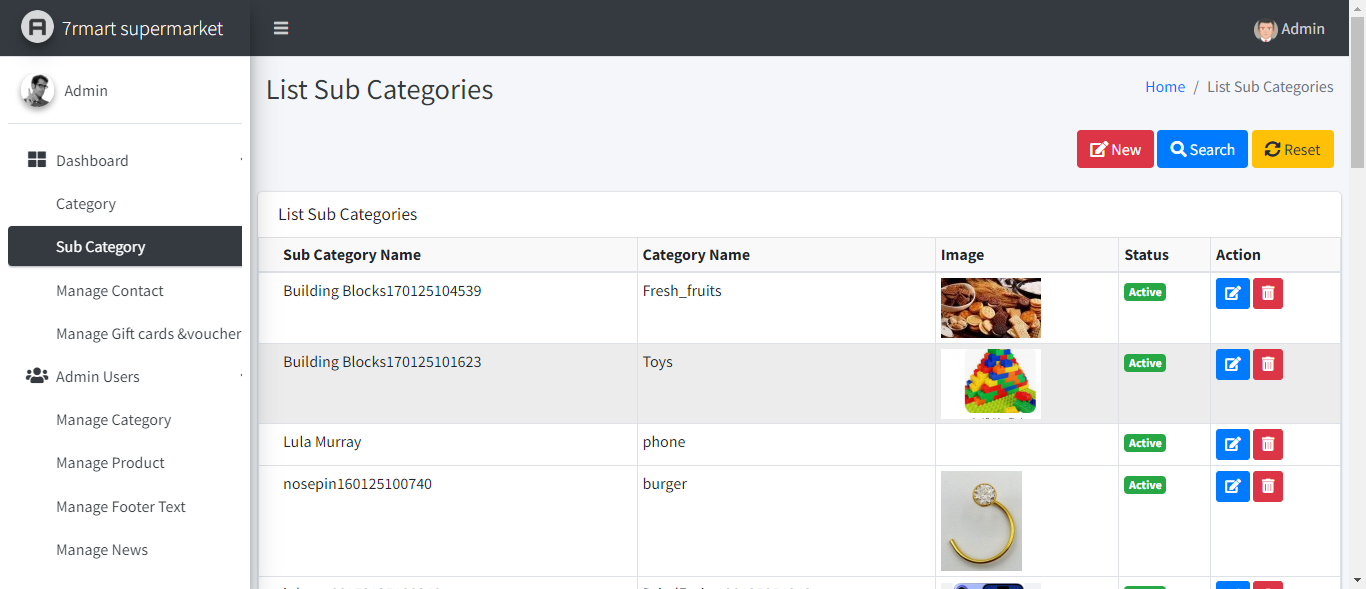 7rmart supermarket
Admin
Admin
List Sub Categories
Home / List Sub Categories
Dashboard
Category
Sub Category
Manage Contact
Manage Gift cards &voucher
Admin Users
Manage Category
Manage Product
Manage Footer Text
Manage News
New
Search
Reset
List Sub Categories
Sub Category Name Category Name Image Status Action
Building Blocks170125104539 Fresh_fruits Active
Building Blocks170125101623 Toys Active
Lula Murray phone Active
nosepin160125100740 burger Active